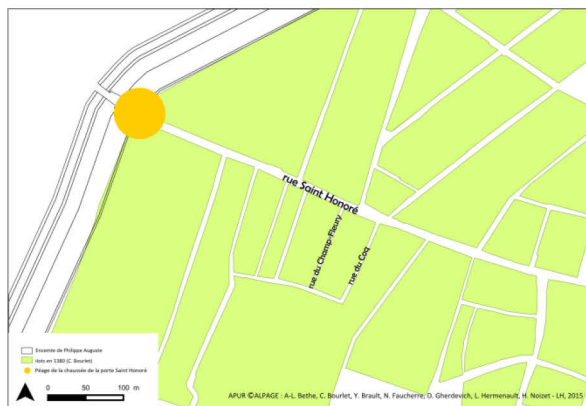 rue Saint Honoré
rue du Champ-Fleury
rue du Coq
Enceinte de Philippe Auguste
Ilots en 1380 (C. Bourlet)
Péage de la chaussée de la porte Saint Honoré
0 50 100 m
APUR ©ALPAGE : A-L. Bethe, C. Bourlet, Y. Brault, N. Faucherre, D. Gherdevich, L. Hermenault, H. Noizet - LH, 2015